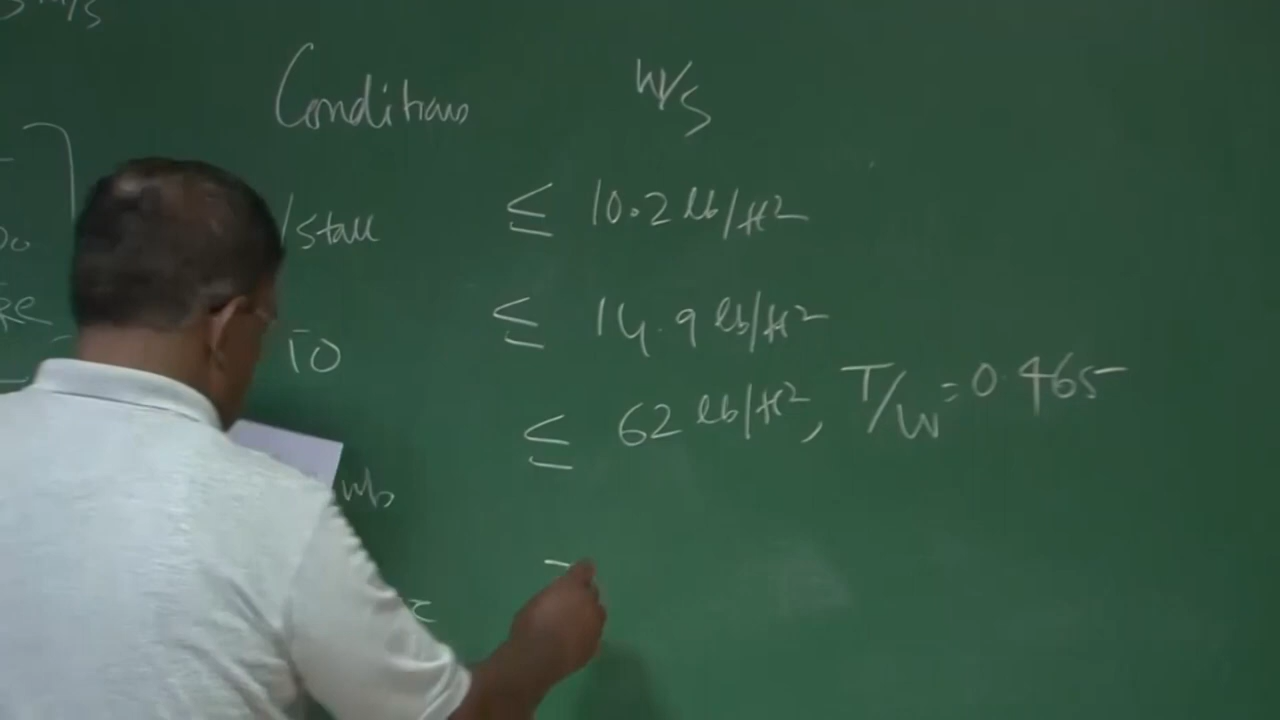 Conditions W/S
/stall ≤ 10.2 lb/ft²
TO ≤ 14.9 lb/ft²
≤ 62 lb/ft², T/W = 0.465